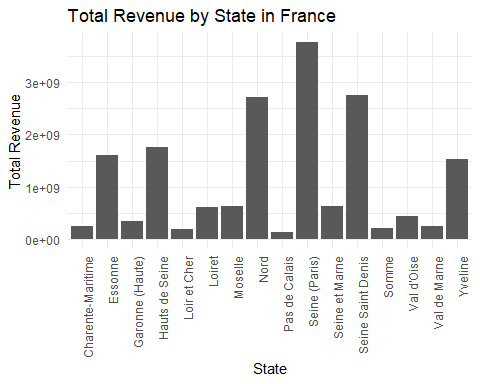 Total Revenue by State in France
Total Revenue
3e+09
2e+09
1e+09
0e+00
Charente-Maritime
Essonne
Garonne (Haute)
Hauts de Seine
Loir et Cher
Loiret
Moselle
Nord
Pas de Calais
Seine (Paris)
Seine et Marne
Seine Saint Denis
Somme
Val d'Oise
Val de Marne
Yveline
State